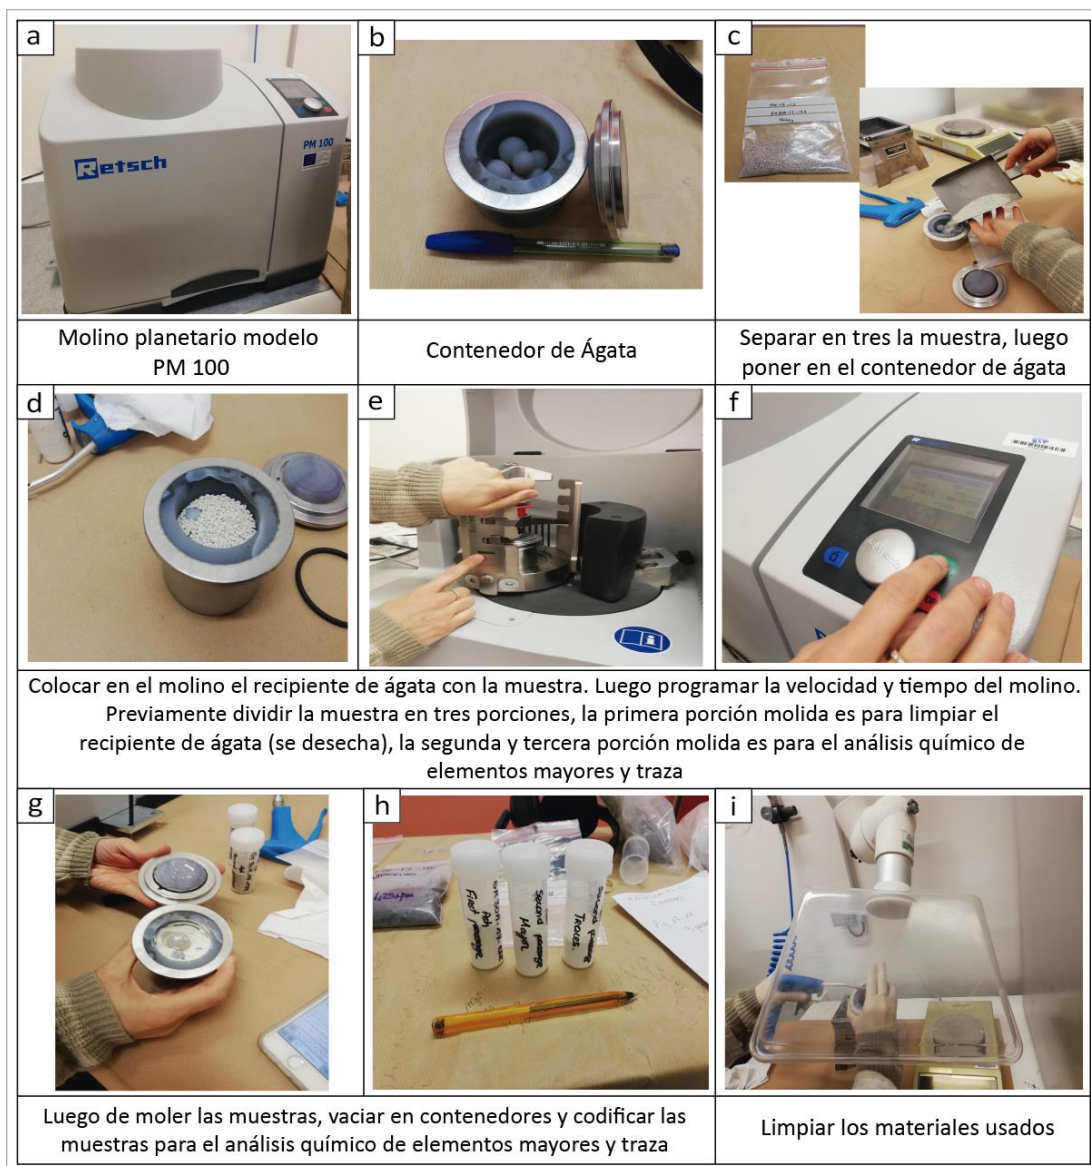 a
b
c
Retsch
PM 100
Molino planetario modelo
PM 100
Contenedor de Ágata
Separar en tres la muestra, luego
poner en el contenedor de ágata
d
e
f
Colocar en el molino el recipiente de ágata con la muestra. Luego programar la velocidad y tiempo del molino.
Previamente dividir la muestra en tres porciones, la primera porción molida es para limpiar el
recipiente de ágata (se desecha), la segunda y tercera porción molida es para el análisis químico de
elementos mayores y traza
g
h
i
Ash
First passage
Second passage
Major
Second passage
TRACES.
Luego de moler las muestras, vaciar en contenedores y codificar las
muestras para el análisis químico de elementos mayores y traza
Limpiar los materiales usados